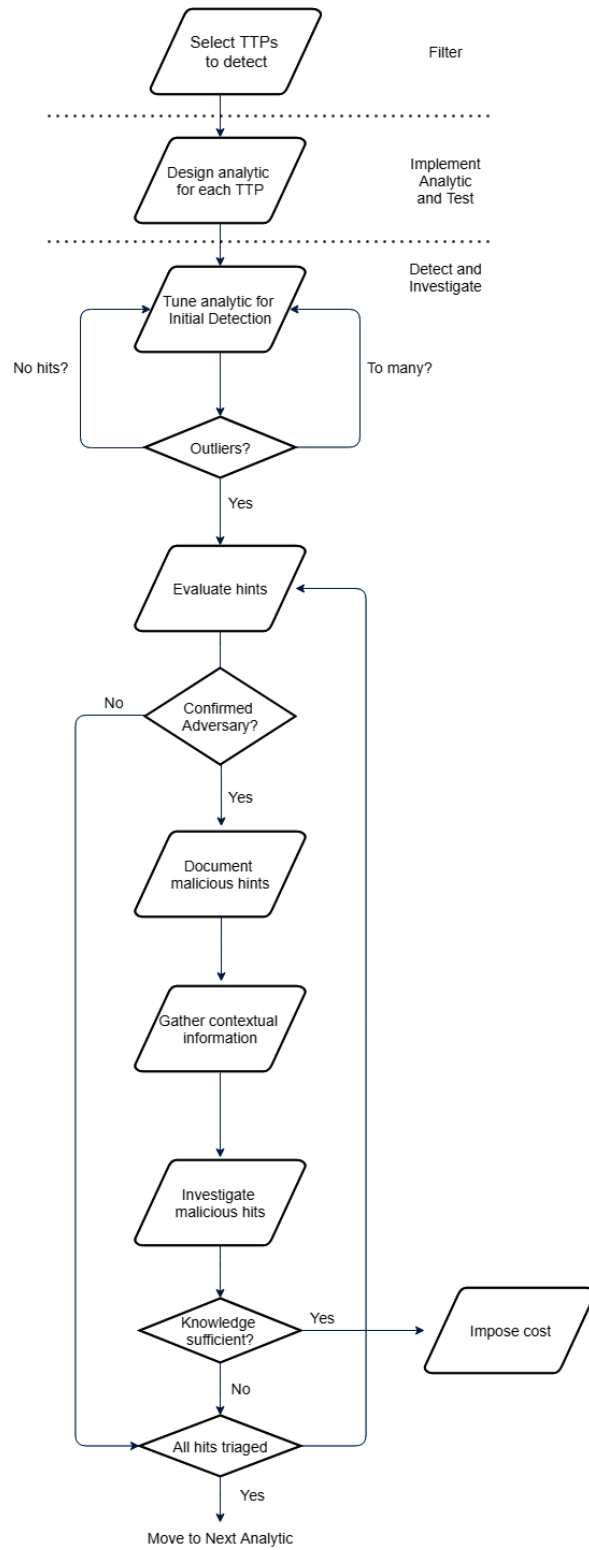 Select TTPs
to detect
Filter
Design analytic
for each TTP
Implement
Analytic
and Test
Detect and
Investigate
Tune analytic for
Initial Detection
No hits?
To many?
Outliers?
Yes
Evaluate hints
No
Confirmed
Adversary?
Yes
Document
malicious hints
Gather contextual
information
Investigate
malicious hits
Knowledge
sufficient?
Yes
Impose cost
No
All hits triaged
Yes
Move to Next Analytic